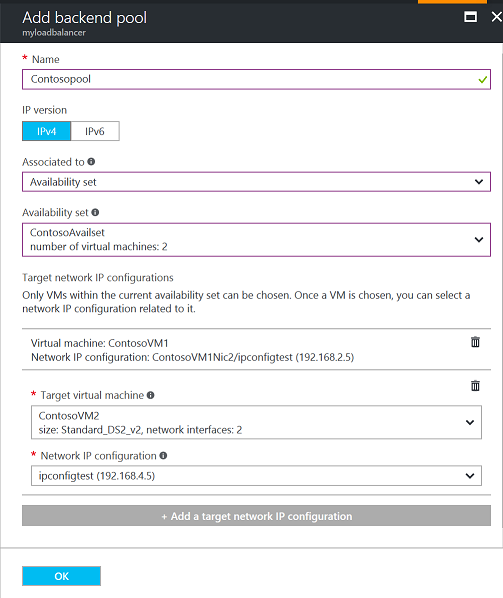 Add backend pool
myloadbalancer
* Name
Contosopool
IP version
IPv4 IPv6
Associated to
Availability set
Availability set
ContosoAvailset
number of virtual machines: 2
Target network IP configurations
Only VMs within the current availability set can be chosen. Once a VM is chosen, you can select a
network IP configuration related to it.
Virtual machine: ContosoVM1
Network IP configuration: ContosoVM1Nic2/ipconfigtest (192.168.2.5)
* Target virtual machine
ContosoVM2
size: Standard_DS2_v2, network interfaces: 2
* Network IP configuration
ipconfigtest (192.168.4.5)
+ Add a target network IP configuration
OK